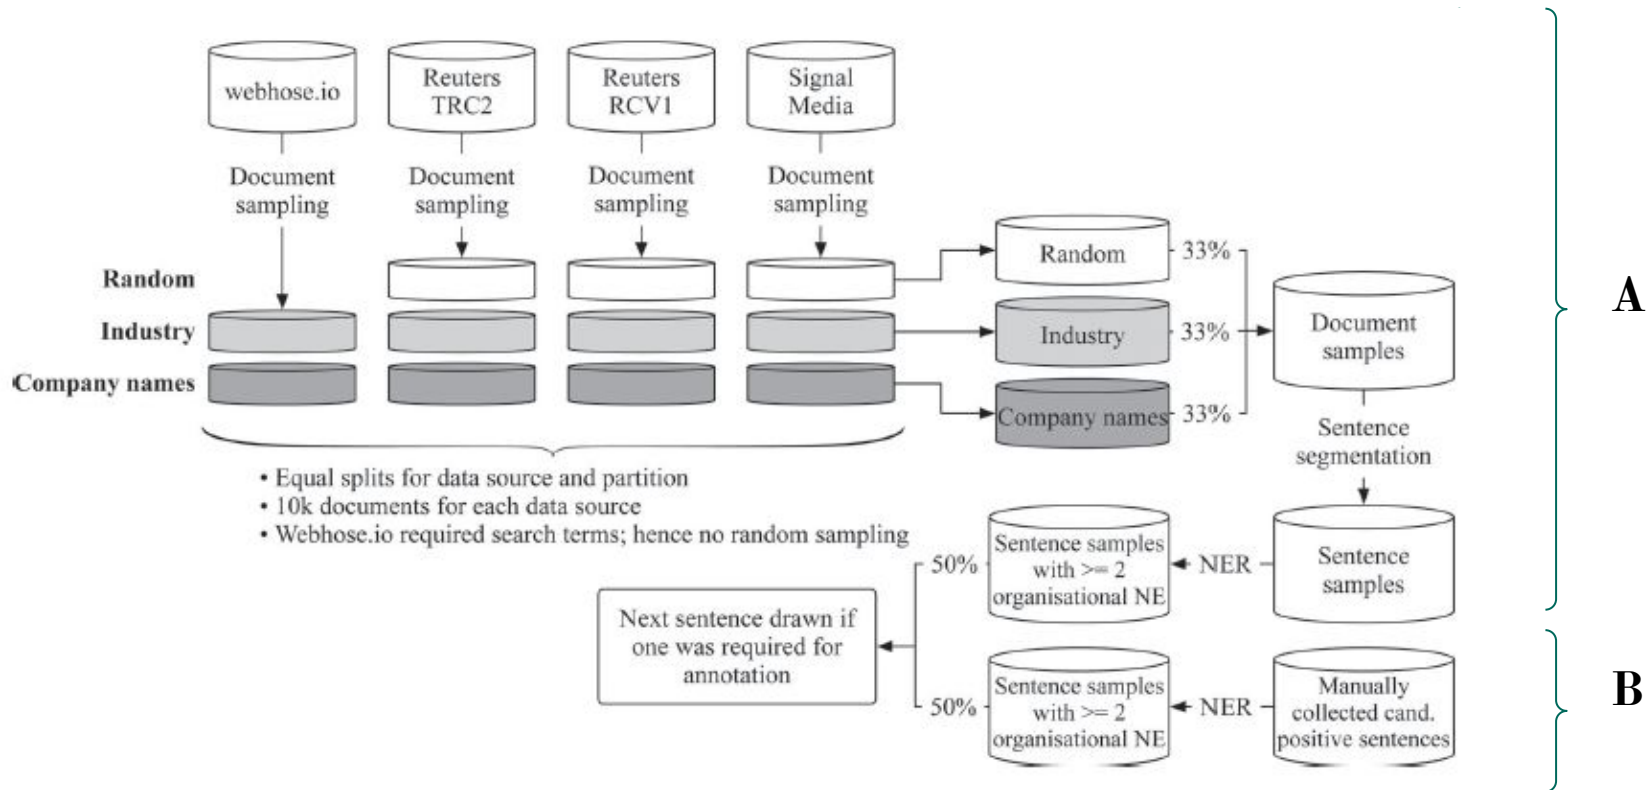 webhose.io
Reuters
TRC2
Reuters
RCV1
Signal
Media
Document
sampling
Document
sampling
Document
sampling
Document
sampling
Random
Industry
Company names
Random
33%
Industry
33%
Company names
33%
Document
samples
A
• Equal splits for data source and partition
• 10k documents for each data source
• Webhose.io required search terms; hence no random sampling
Sentence
segmentation
Sentence
samples
NER
Sentence samples
with >= 2
organisational NE
50%
Next sentence drawn if
one was required for
annotation
50%
Sentence samples
with >= 2
organisational NE
NER
Manually
collected cand.
positive sentences
B